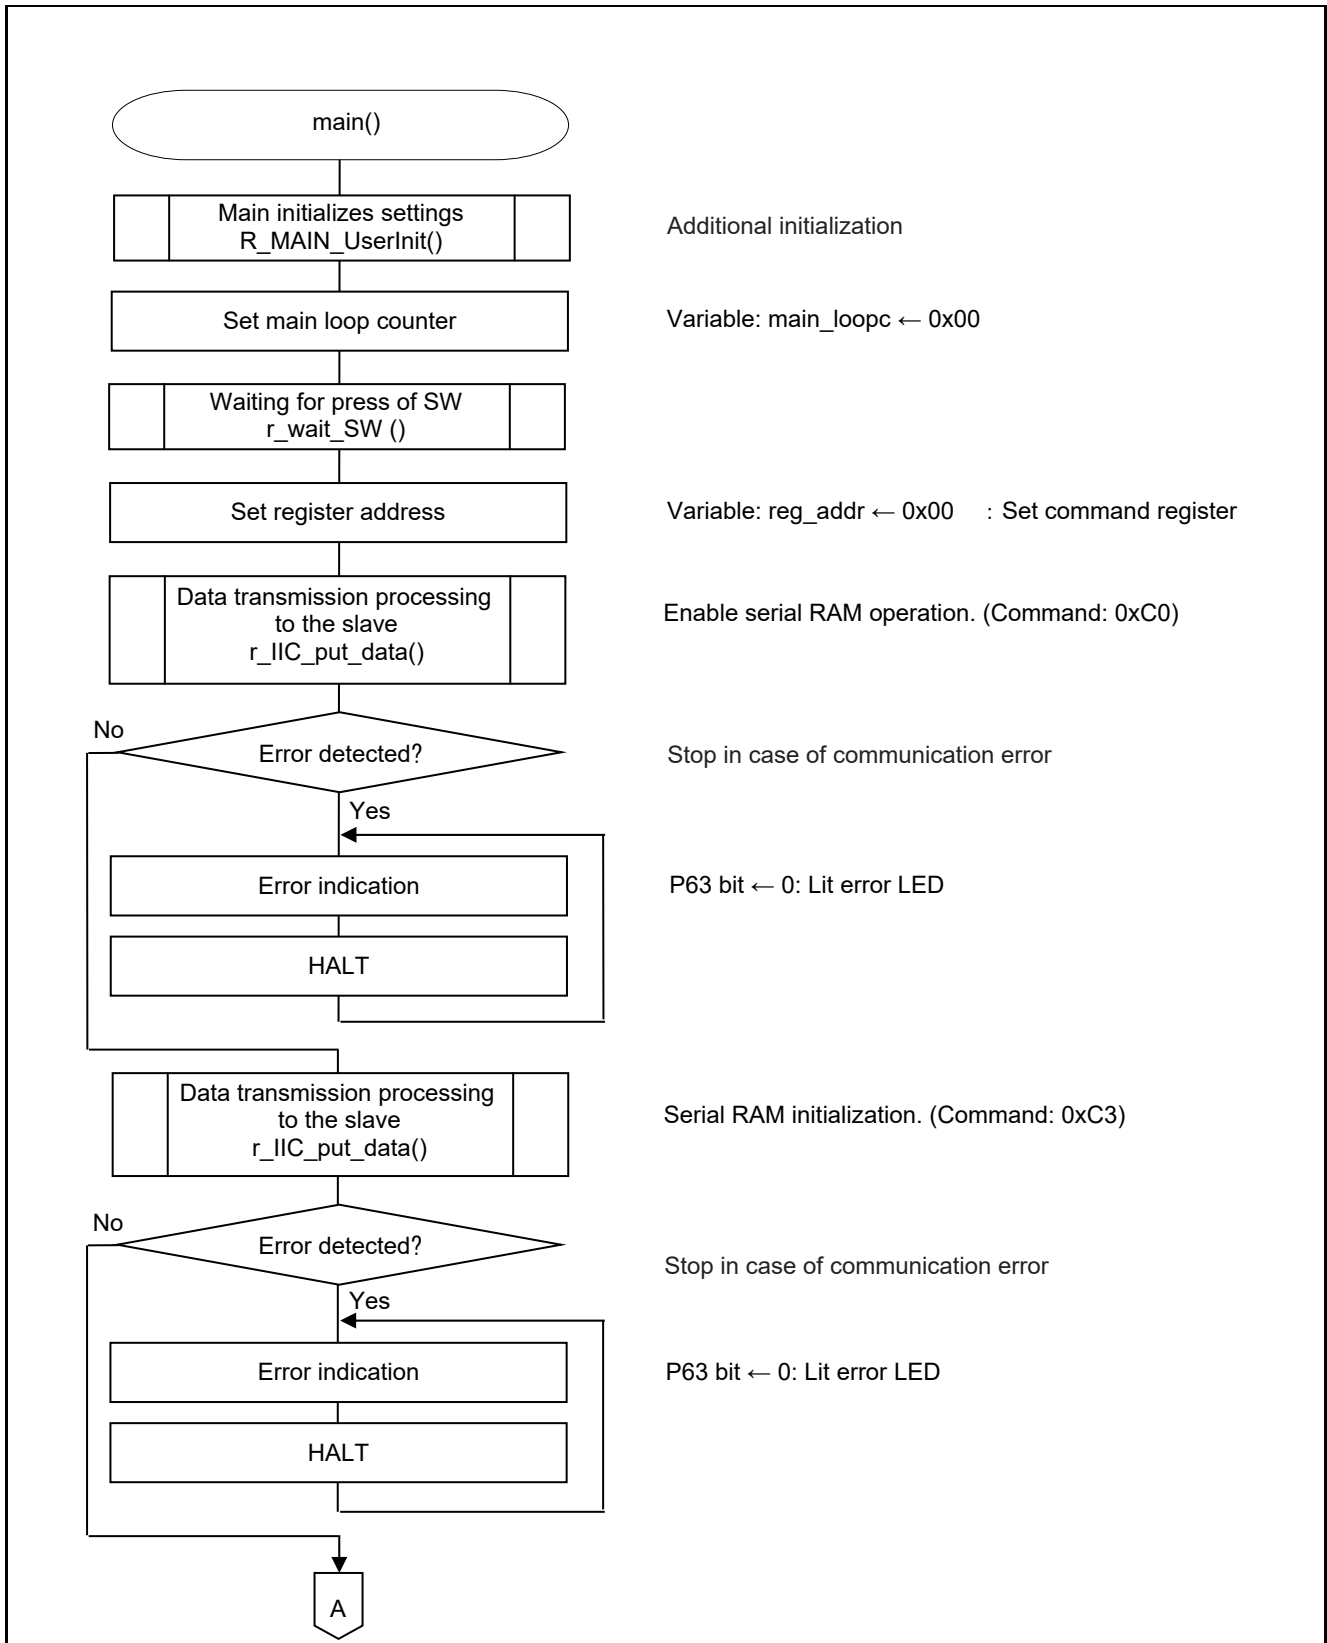 main()
Main initializes settings
R_MAIN_UserInit()
Additional initialization
Set main loop counter
Variable: main_loopc ← 0x00
Waiting for press of SW
r_wait_SW ()
Set register address
Variable: reg_addr ← 0x00 : Set command register
Data transmission processing
to the slave
r_IIC_put_data()
Enable serial RAM operation. (Command: 0xC0)
No
Error detected?
Stop in case of communication error
Yes
Error indication
P63 bit ← 0: Lit error LED
HALT
Data transmission processing
to the slave
r_IIC_put_data()
Serial RAM initialization. (Command: 0xC3)
No
Error detected?
Stop in case of communication error
Yes
Error indication
P63 bit ← 0: Lit error LED
HALT
A